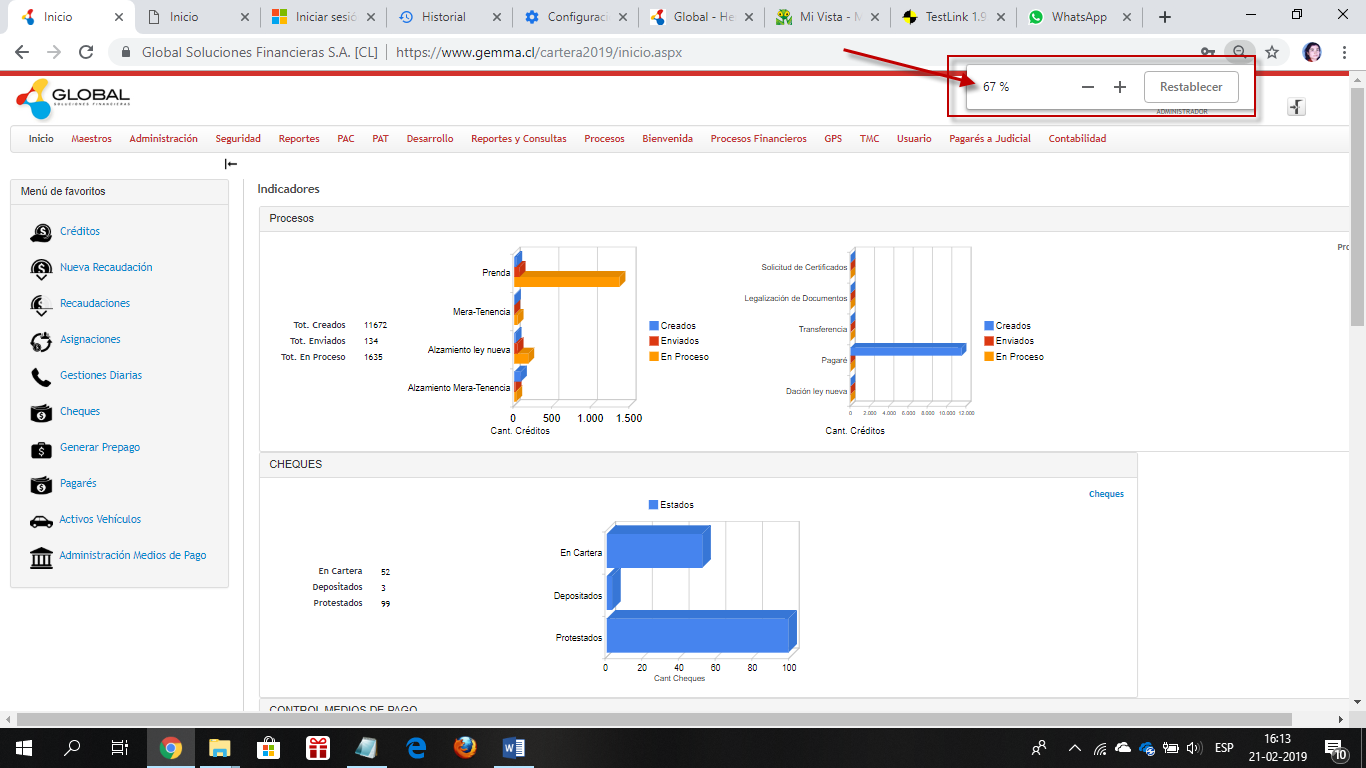 Inicio
Inicio
Iniciar sesió
Historial
Configuraci
Global - He
Mi Vista - M
TestLink 1.9
WhatsApp
Global Soluciones Financieras S.A. [CL] | https://www.gemma.cl/cartera2019/inicio.aspx
67 %
Restablecer
GLOBAL
SOLUCIONES FINANCIERAS
ADMINISTRADOR
Inicio Maestros Administración Seguridad Reportes PAC PAT Desarrollo Reportes y Consultas Procesos Bienvenida Procesos Financieros GPS TMC Usuario Pagarés a Judicial Contabilidad
Menú de favoritos
Créditos
Nueva Recaudación
Recaudaciones
Asignaciones
Gestiones Diarias
Cheques
Generar Prepago
Pagarés
Activos Vehículos
Administración Medios de Pago
Indicadores
Procesos
Pro
Tot. Creados 11672
Tot. Enviados 134
Tot. En Proceso 1635
Prenda
Mera-Tenencia
Alzamiento ley nueva
Alzamiento Mera-Tenencia
0 500 1.000 1.500
Cant. Créditos
Creados
Enviados
En Proceso
Solicitud de Certificados
Legalización de Documentos
Transferencia
Pagaré
Dación ley nueva
0 2.000 4.000 6.000 8.000 10.000 12.000
Cant. Créditos
Creados
Enviados
En Proceso
CHEQUES
Cheques
En Cartera 52
Depositados 3
Protestados 99
Estados
En Cartera
Depositados
Protestados
0 20 40 60 80 100
Cant Cheques
CONTROL MEDIOS DE PAGO
ESP
16:13
21-02-2019
10